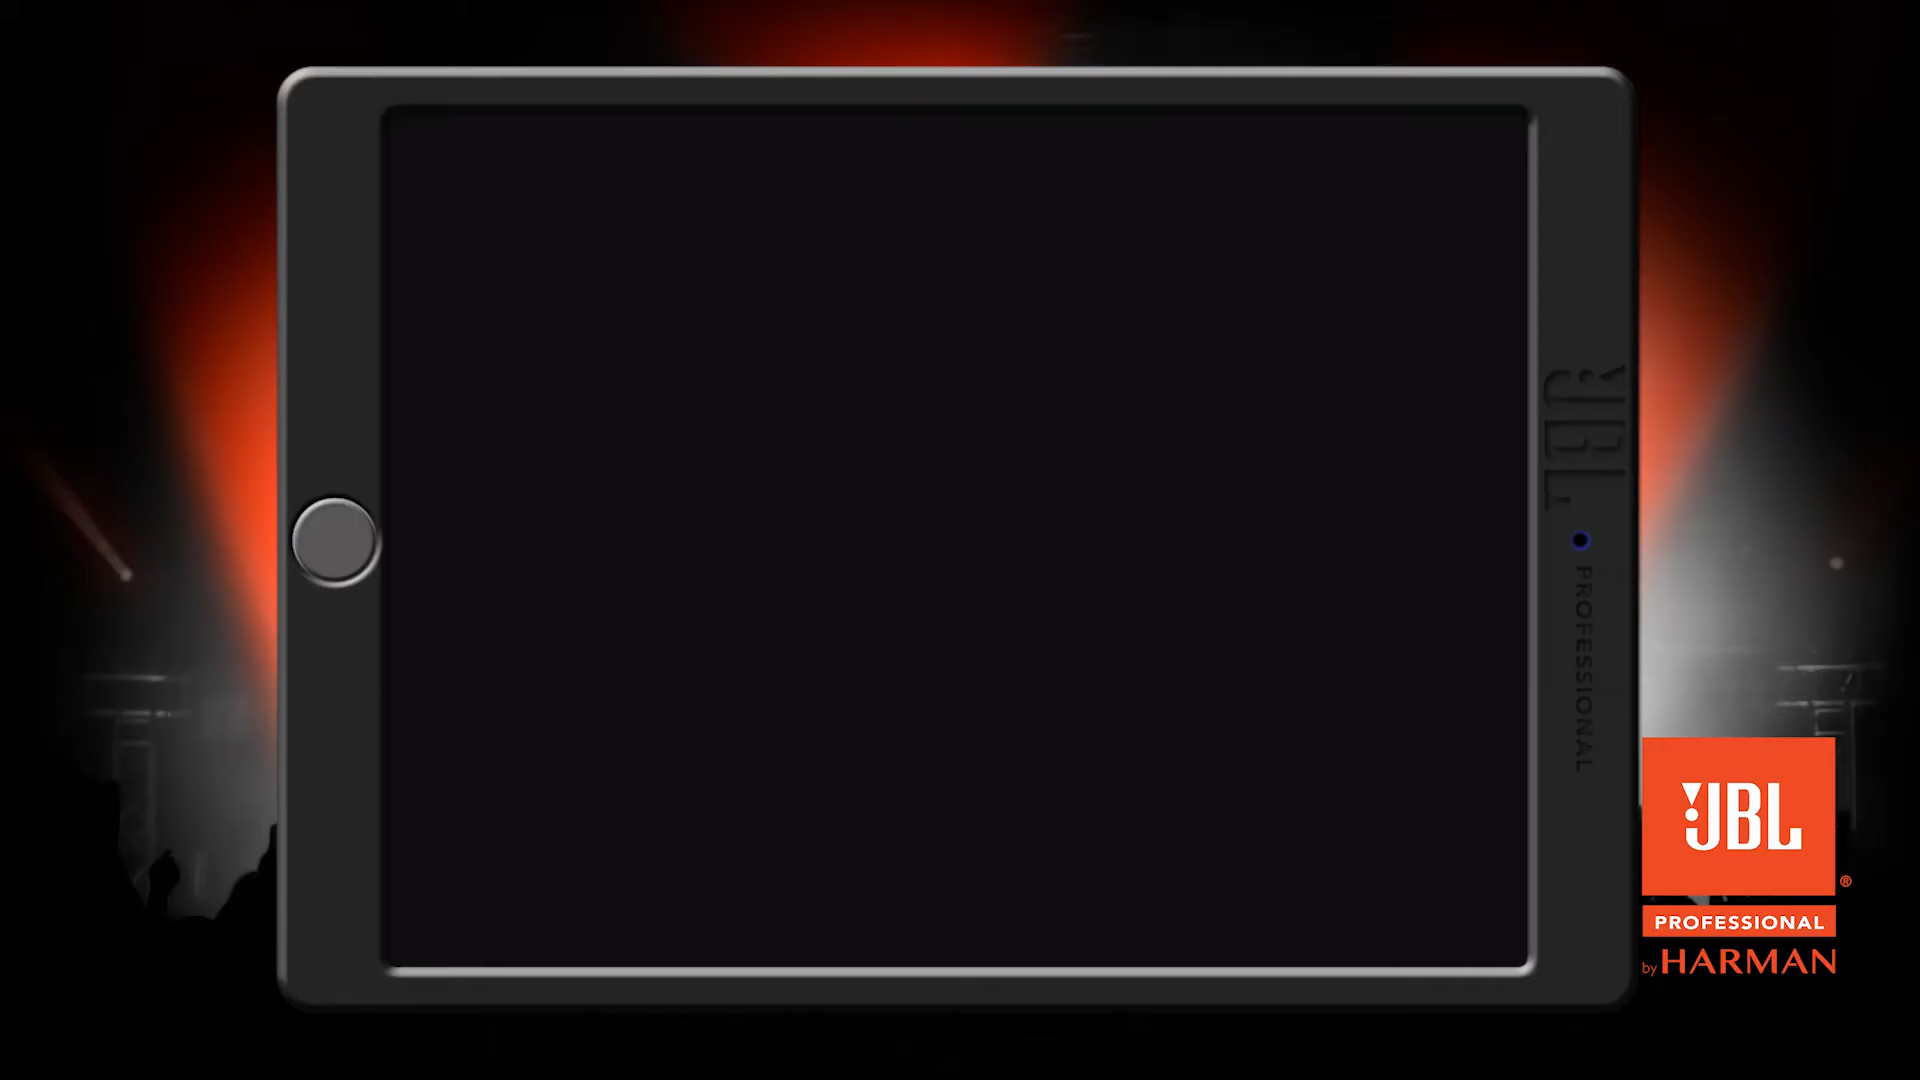 JBL
PROFESSIONAL
JBL
®
PROFESSIONAL
by HARMAN